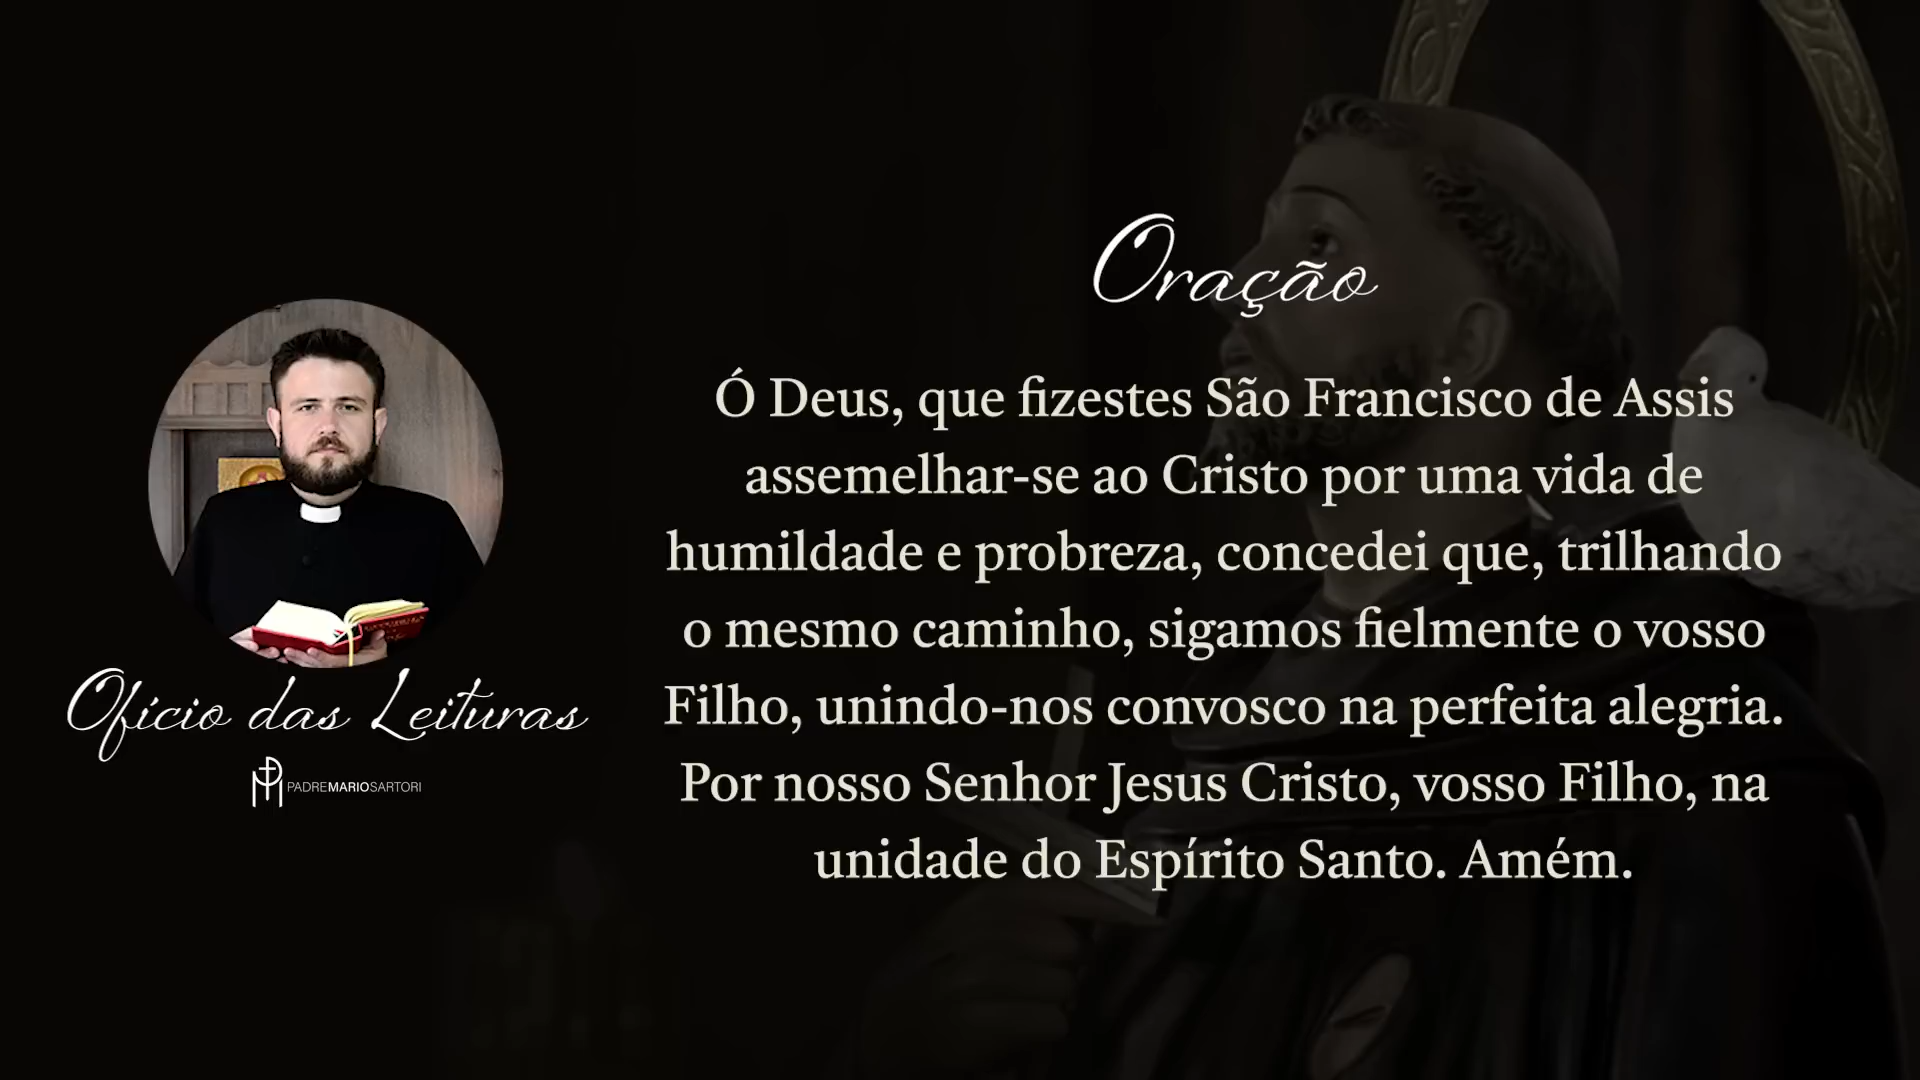 Oração
Ó Deus, que fizestes São Francisco de Assis
assemelhar-se ao Cristo por uma vida de
humildade e probreza, concedei que, trilhando
o mesmo caminho, sigamos fielmente o vosso
Filho, unindo-nos convosco na perfeita alegria.
Por nosso Senhor Jesus Cristo, vosso Filho, na
unidade do Espírito Santo. Amém.
Ofício das Leituras
PADREMARIOSARTORI